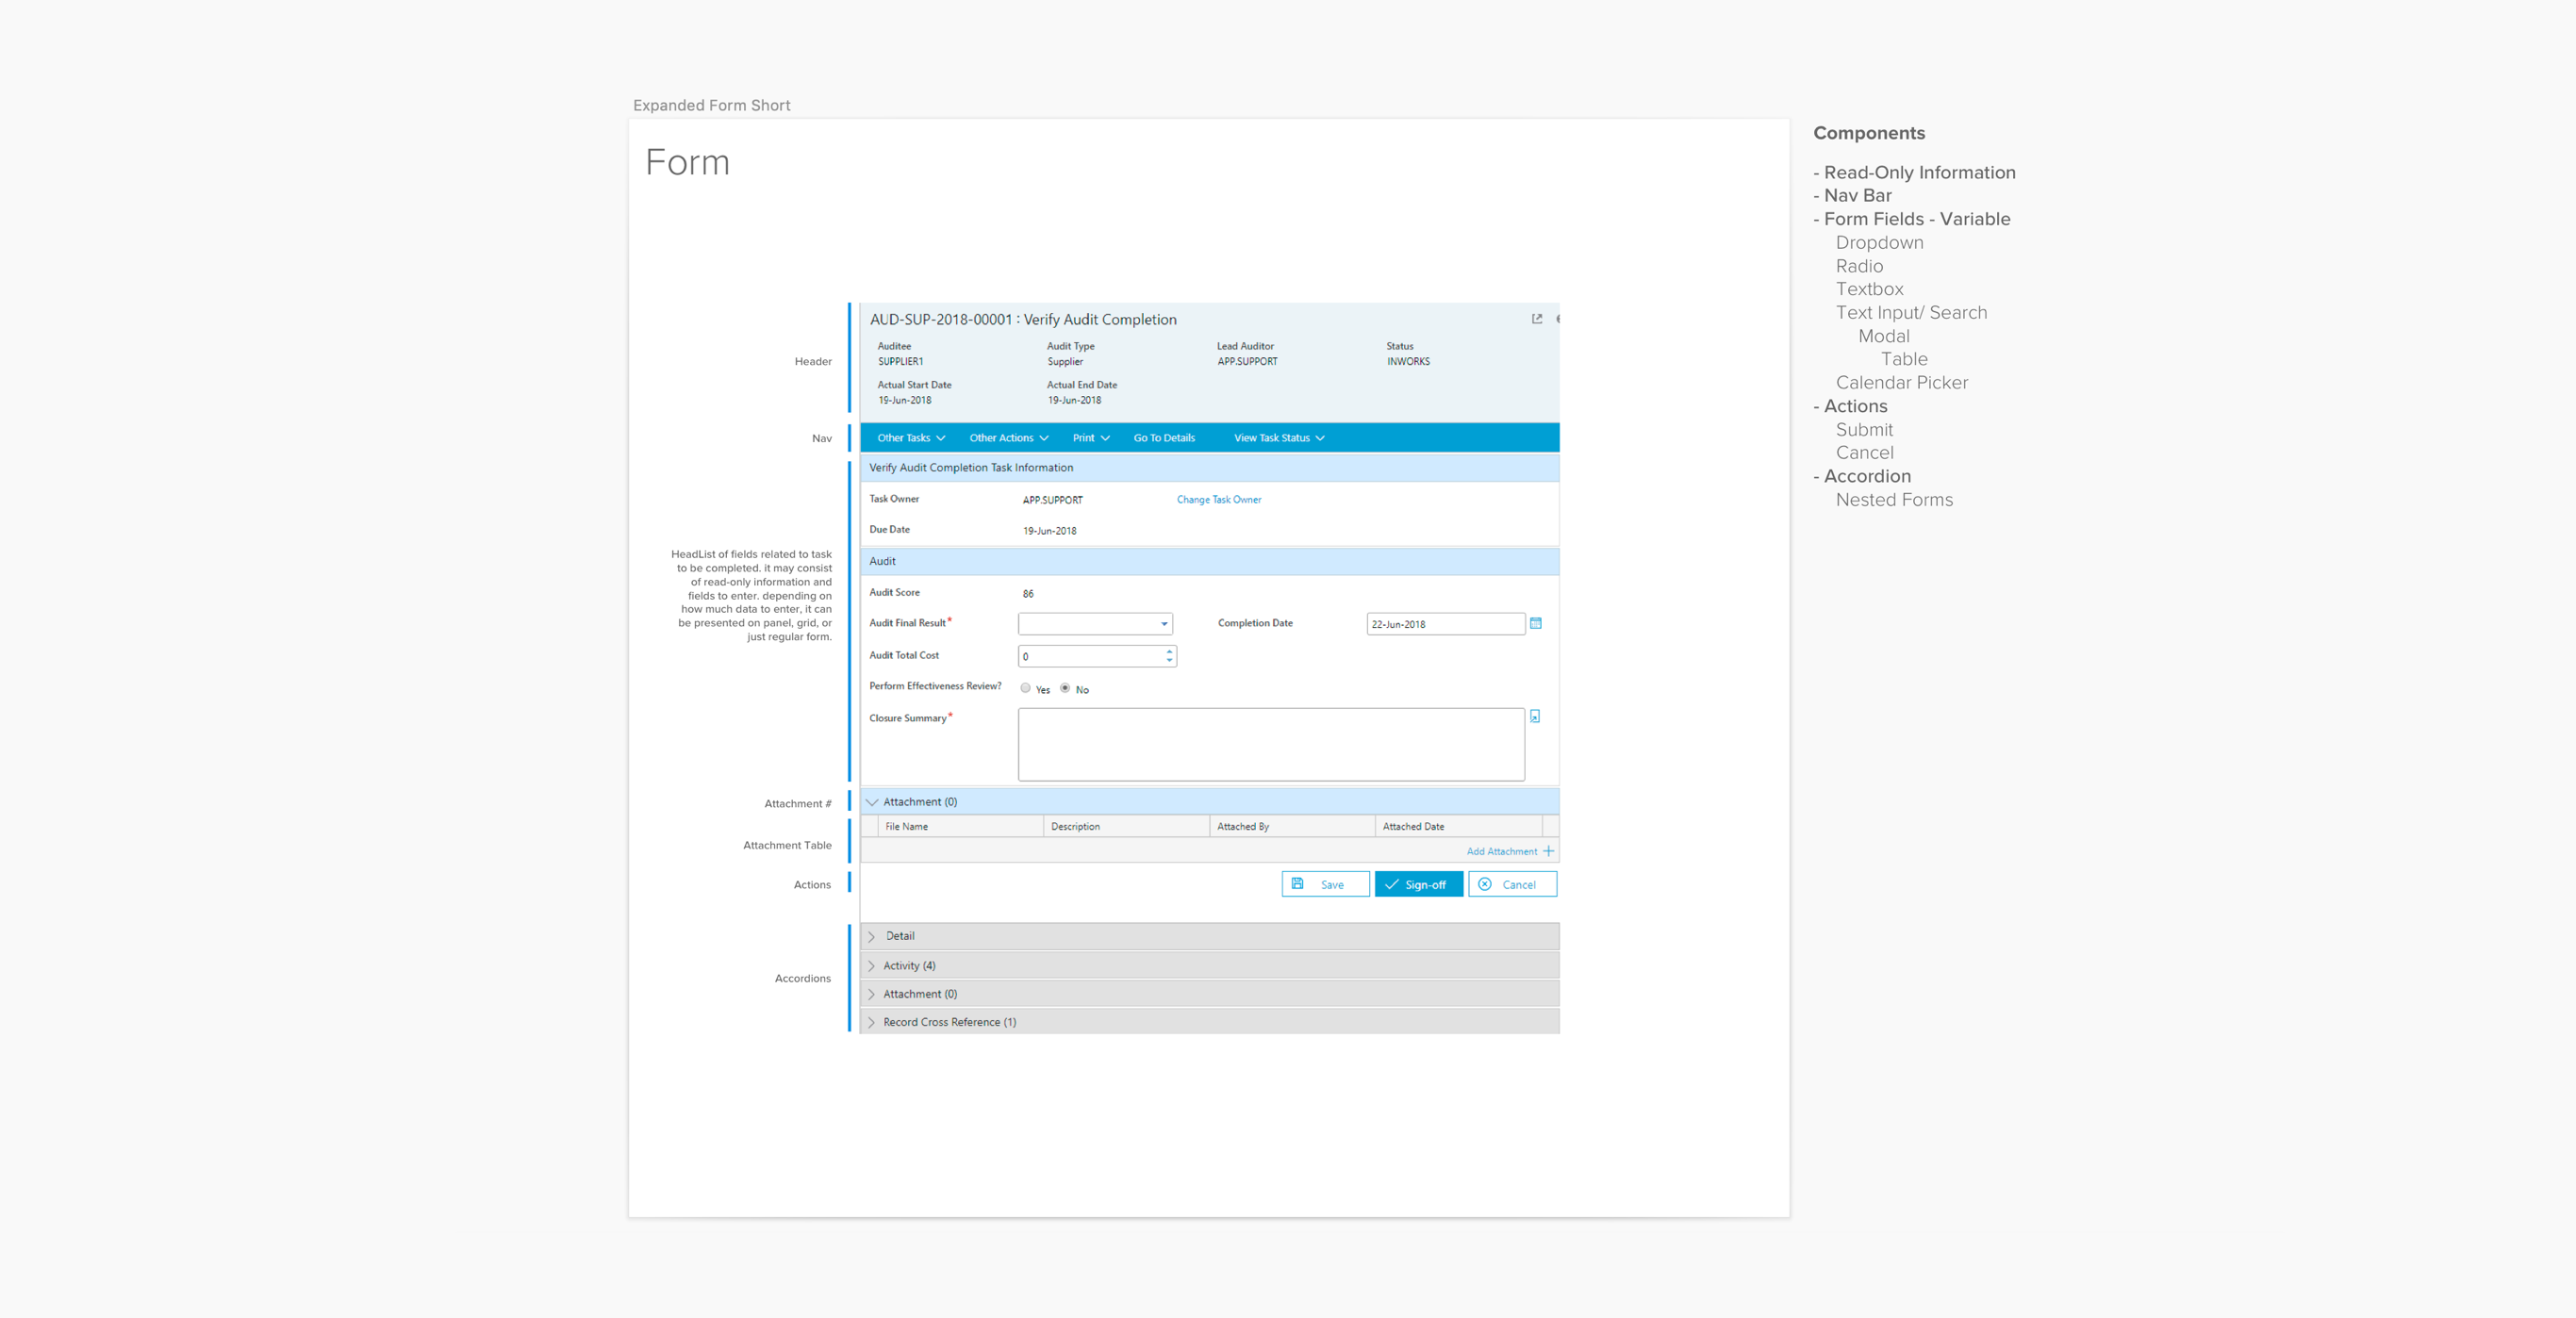 Expanded Form Short
Form
Components
- Read-Only Information
- Nav Bar
- Form Fields - Variable
Dropdown
Radio
Textbox
Text Input/ Search
Modal
Table
Calendar Picker
- Actions
Submit
Cancel
- Accordion
Nested Forms
Header
AUD-SUP-2018-00001 : Verify Audit Completion
Auditee Audit Type Lead Auditor Status
SUPPLIER1 Supplier APP.SUPPORT INWORKS
Actual Start Date Actual End Date
19-Jun-2018 19-Jun-2018
Nav
Other Tasks Other Actions Print Go To Details View Task Status
HeadList of fields related to task
to be completed. it may consist
of read-only information and
fields to enter. depending on
how much data to enter, it can
be presented on panel, grid, or
just regular form.
Verify Audit Completion Task Information
Task Owner APP.SUPPORT Change Task Owner
Due Date 19-Jun-2018
Audit
Audit Score 86
Audit Final Result* Completion Date 22-Jun-2018
Audit Total Cost 0
Perform Effectiveness Review? Yes No
Closure Summary*
Attachment #
Attachment (0)
Attachment Table
File Name Description Attached By Attached Date
Add Attachment
Actions
Save Sign-off Cancel
Accordions
Detail
Activity (4)
Attachment (0)
Record Cross Reference (1)